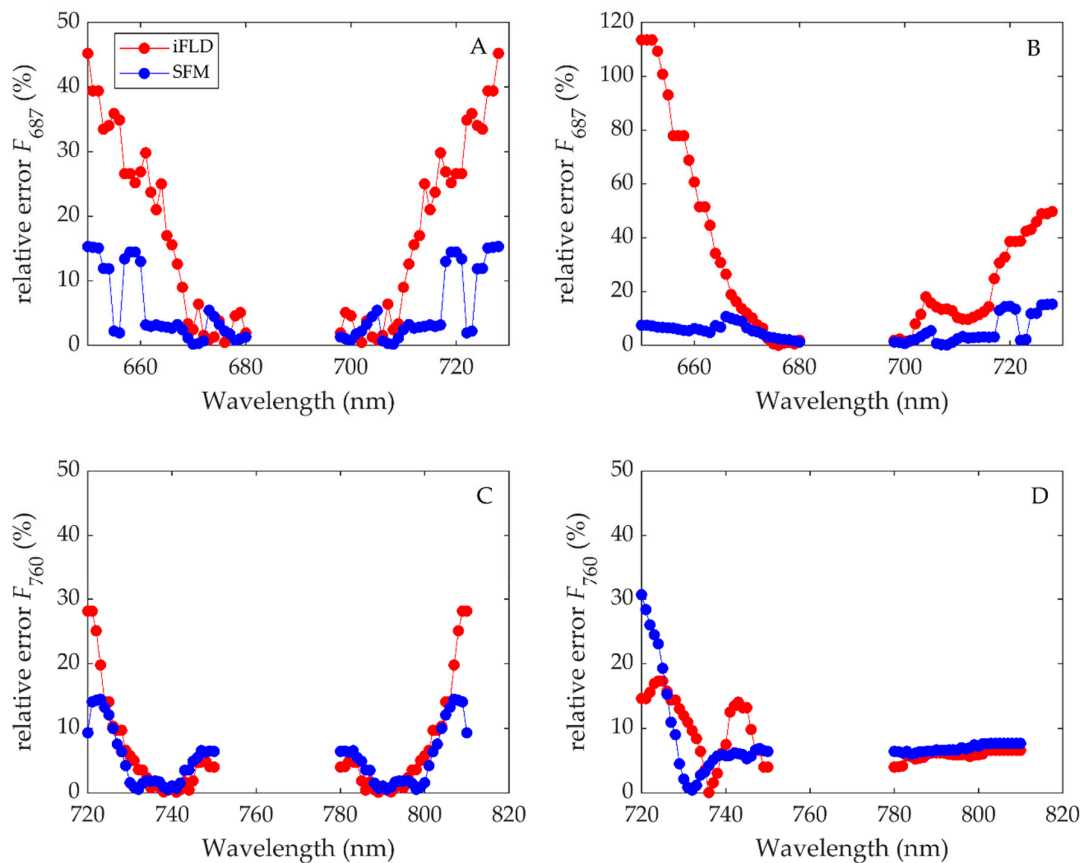 A
iFLD
SFM
relative error F687 (%)
50
40
30
20
10
0
660 680 700 720
Wavelength (nm)
B
relative error F687 (%)
120
100
80
60
40
20
0
660 680 700 720
Wavelength (nm)
C
relative error F760 (%)
50
40
30
20
10
0
720 740 760 780 800 820
Wavelength (nm)
D
relative error F760 (%)
50
40
30
20
10
0
720 740 760 780 800 820
Wavelength (nm)